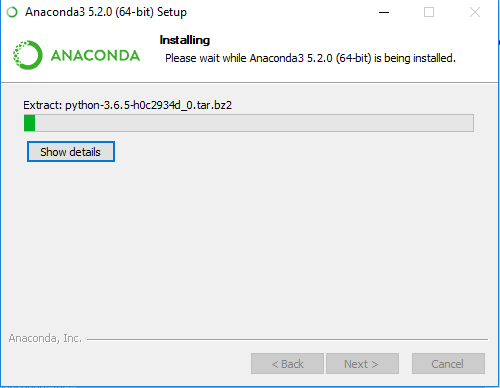 Anaconda3 5.2.0 (64-bit) Setup
ANACONDA
Installing
Please wait while Anaconda3 5.2.0 (64-bit) is being installed.
Extract: python-3.6.5-h0c2934d_0.tar.bz2
Show details
Anaconda, Inc.
< Back
Next >
Cancel